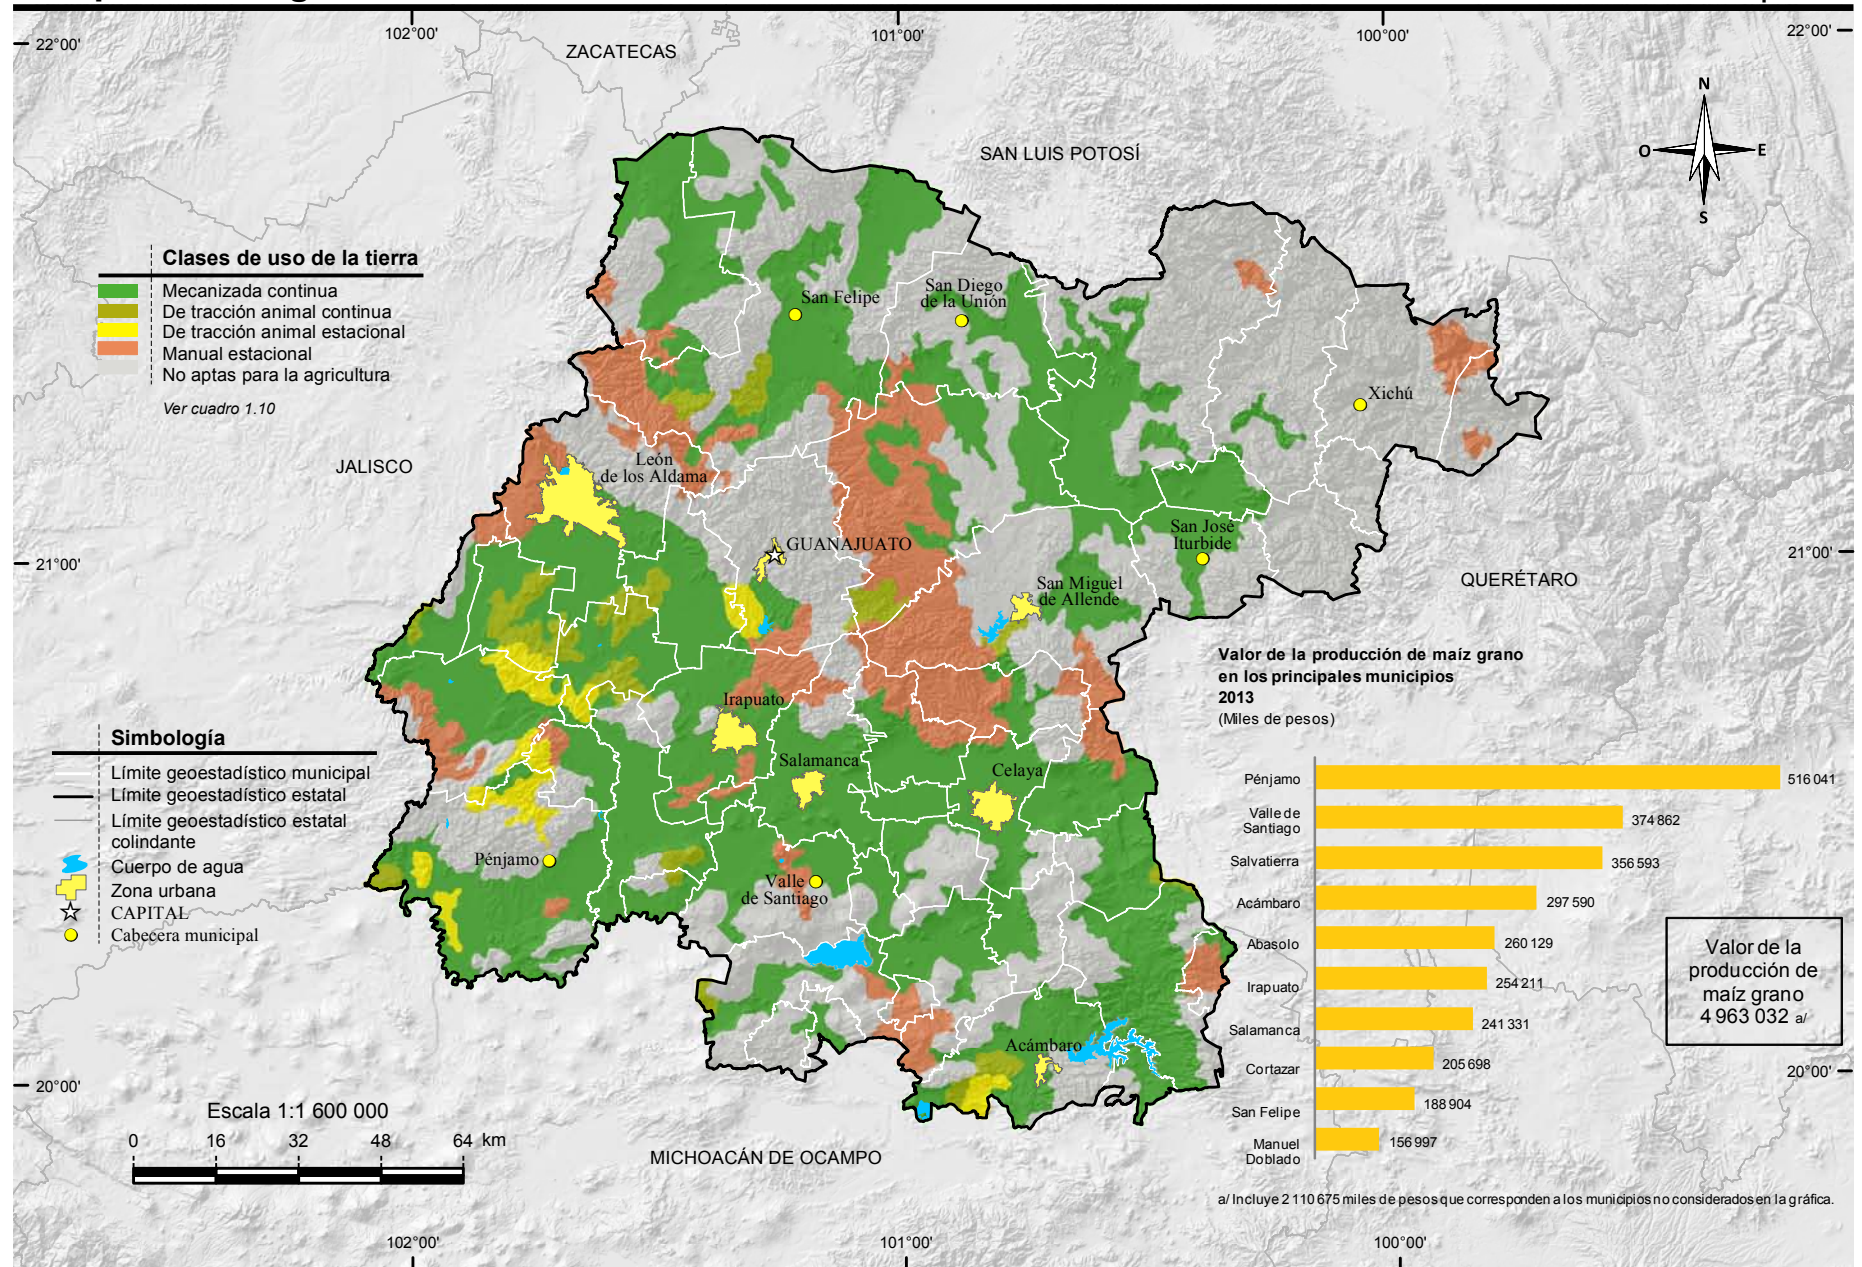 102°00'
101°00'
100°00'
22°00'
22°00'
ZACATECAS
SAN LUIS POTOSÍ
N
O
E
S
Clases de uso de la tierra
Mecanizada continua
De tracción animal continua
De tracción animal estacional
Manual estacional
No aptas para la agricultura
Ver cuadro 1.10
San Felipe
San Diego
de la Unión
Xichú
JALISCO
León
de los Aldama
GUANAJUATO
San José
Iturbide
21°00'
21°00'
QUERÉTARO
San Miguel
de Allende
Irapuato
Salamanca
Celaya
Pénjamo
Valle
de Santiago
Acámbaro
Simbología
Límite geoestadístico municipal
Límite geoestadístico estatal
Límite geoestadístico estatal
colindante
Cuerpo de agua
Zona urbana
CAPITAL
Cabecera municipal
Valor de la producción de maíz grano
en los principales municipios
2013
(Miles de pesos)
Pénjamo 516 041
Valle de
Santiago 374 862
Salvatierra 356 593
Acámbaro 297 590
Abasolo 260 129
Irapuato 254 211
Salamanca 241 331
Cortazar 205 698
San Felipe 188 904
Manuel
Doblado 156 997
Valor de la
producción de
maíz grano
4 963 032 a/
a/ Incluye 2 110 675 miles de pesos que corresponden a los municipios no considerados en la gráfica.
20°00'
20°00'
Escala 1:1 600 000
0 16 32 48 64 km
MICHOACÁN DE OCAMPO
102°00'
101°00'
100°00'